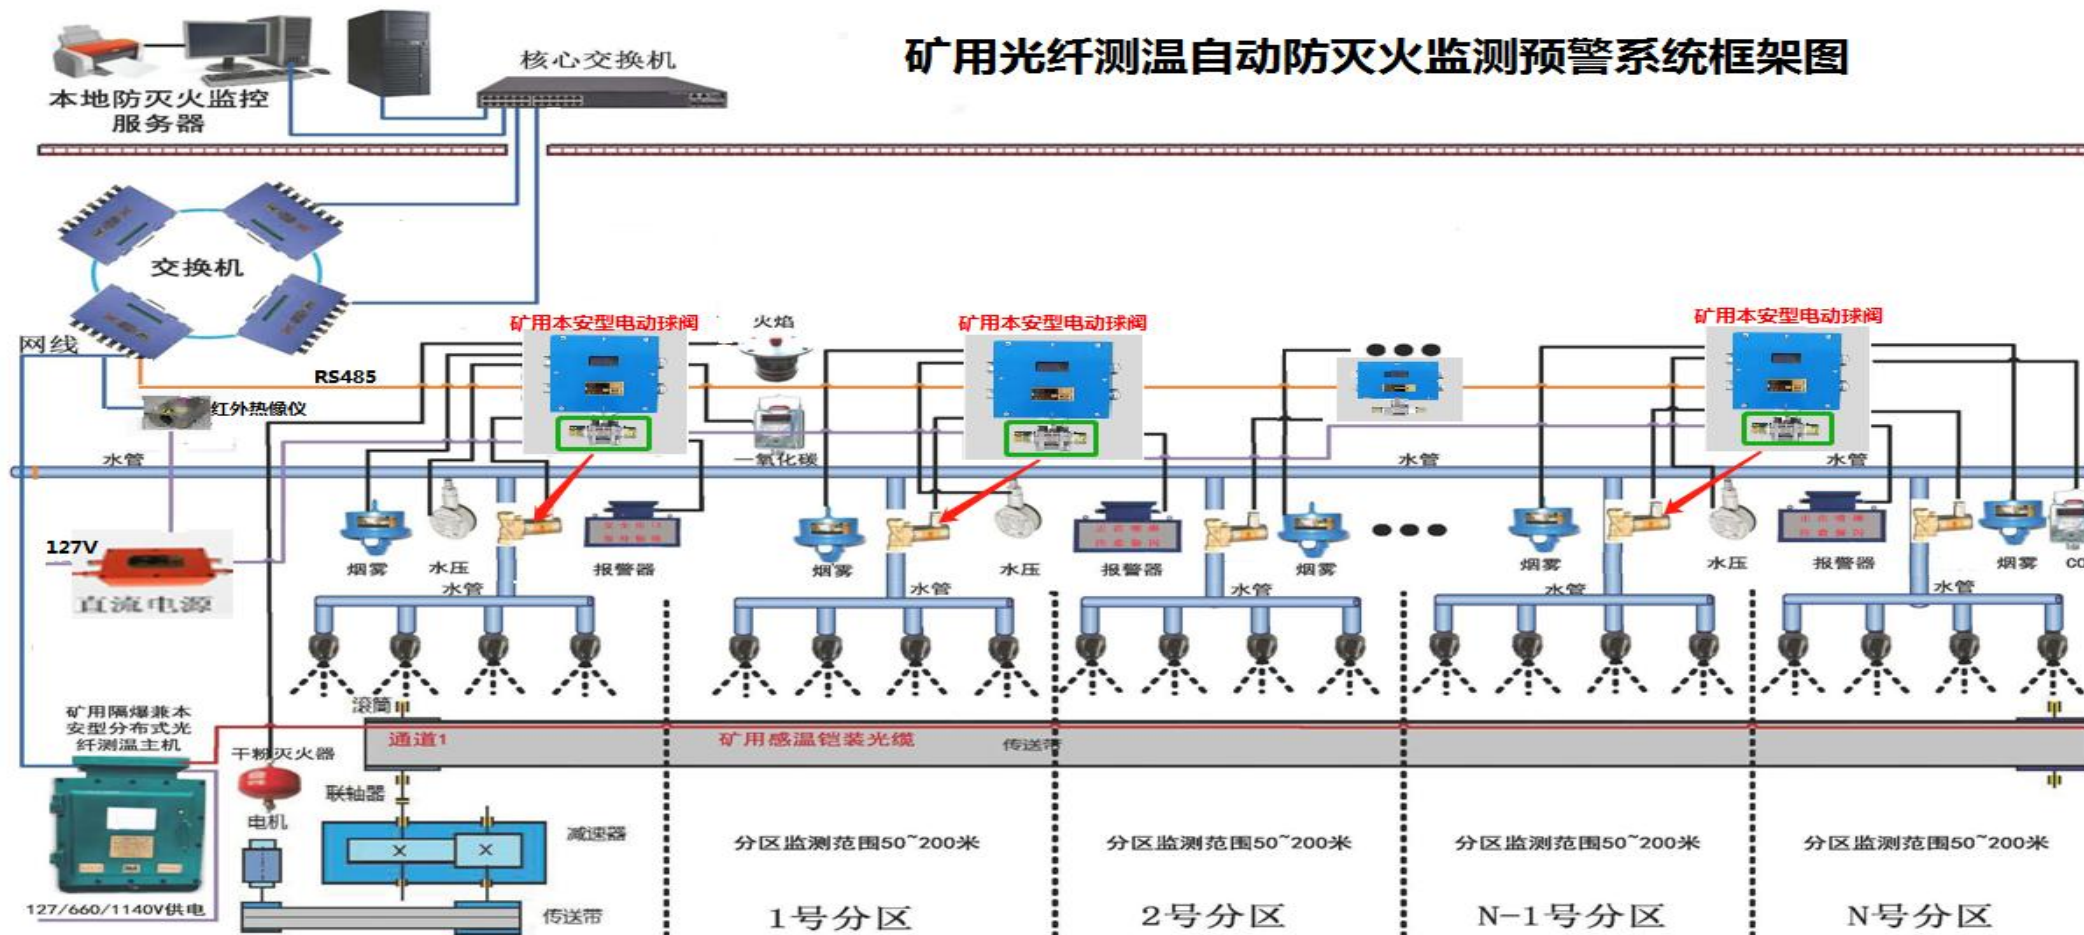 矿用光纤测温自动防灭火监测预警系统框架图
核心交换机
本地防灭火监控
服务器
交换机
网线
RS485
红外热像仪
矿用本安型电动球阀
火焰
矿用本安型电动球阀
矿用本安型电动球阀
一氧化碳
水管
水管
水管
127V
直流电源
烟雾
水压
报警器
烟雾
水压
报警器
烟雾
烟雾
水压
报警器
烟雾
CO
水管
水管
水管
水管
水管
滚筒
矿用隔爆兼本
安型分布式光
纤测温主机
干粉灭火器
通道1
矿用感温铠装光缆
传送带
联轴器
电机
减速器
127/660/1140V供电
传送带
分区监测范围50~200米
分区监测范围50~200米
分区监测范围50~200米
分区监测范围50~200米
1号分区
2号分区
N-1号分区
N号分区